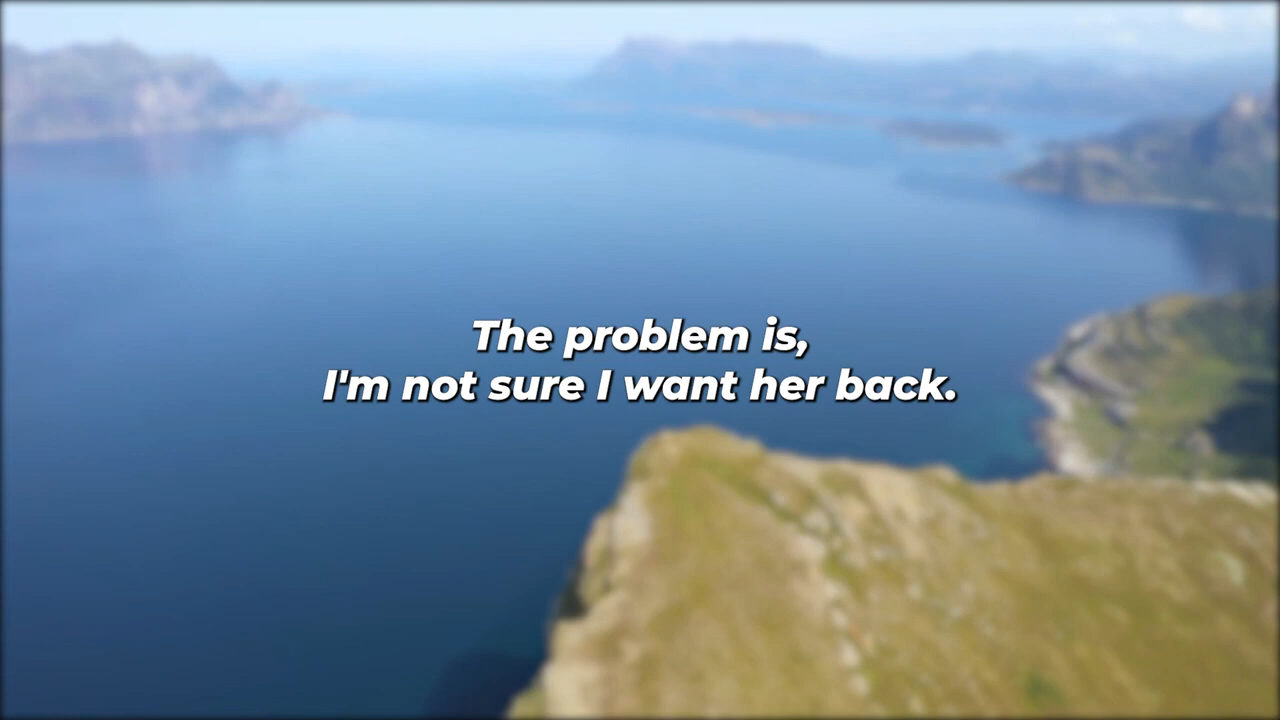 The problem is,
I'm not sure I want her back.